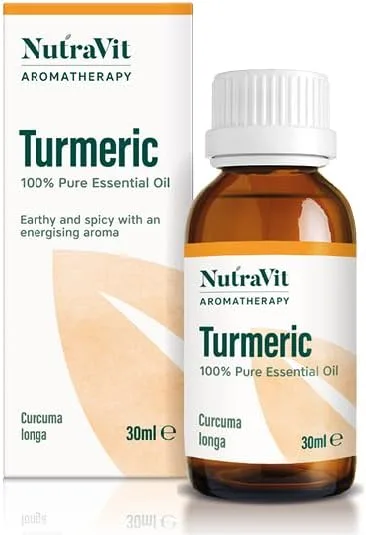 NutraVit
AROMATHERAPY
Turmeric
100% Pure Essential Oil
Earthy and spicy with an
energising aroma
Curcuma
longa
30ml ℮
NutraVit
AROMATHERAPY
Turmeric
100% Pure Essential Oil
Curcuma
longa
30ml ℮